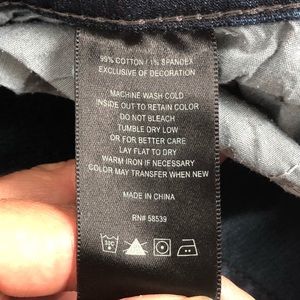 99% COTTON / 1% SPANDEX
EXCLUSIVE OF DECORATION
MACHINE WASH COLD
INSIDE OUT TO RETAIN COLOR
DO NOT BLEACH
TUMBLE DRY LOW
OR FOR BETTER CARE
LAY FLAT TO DRY
WARM IRON IF NECESSARY
COLOR MAY TRANSFER WHEN NEW
MADE IN CHINA
RN# 58539